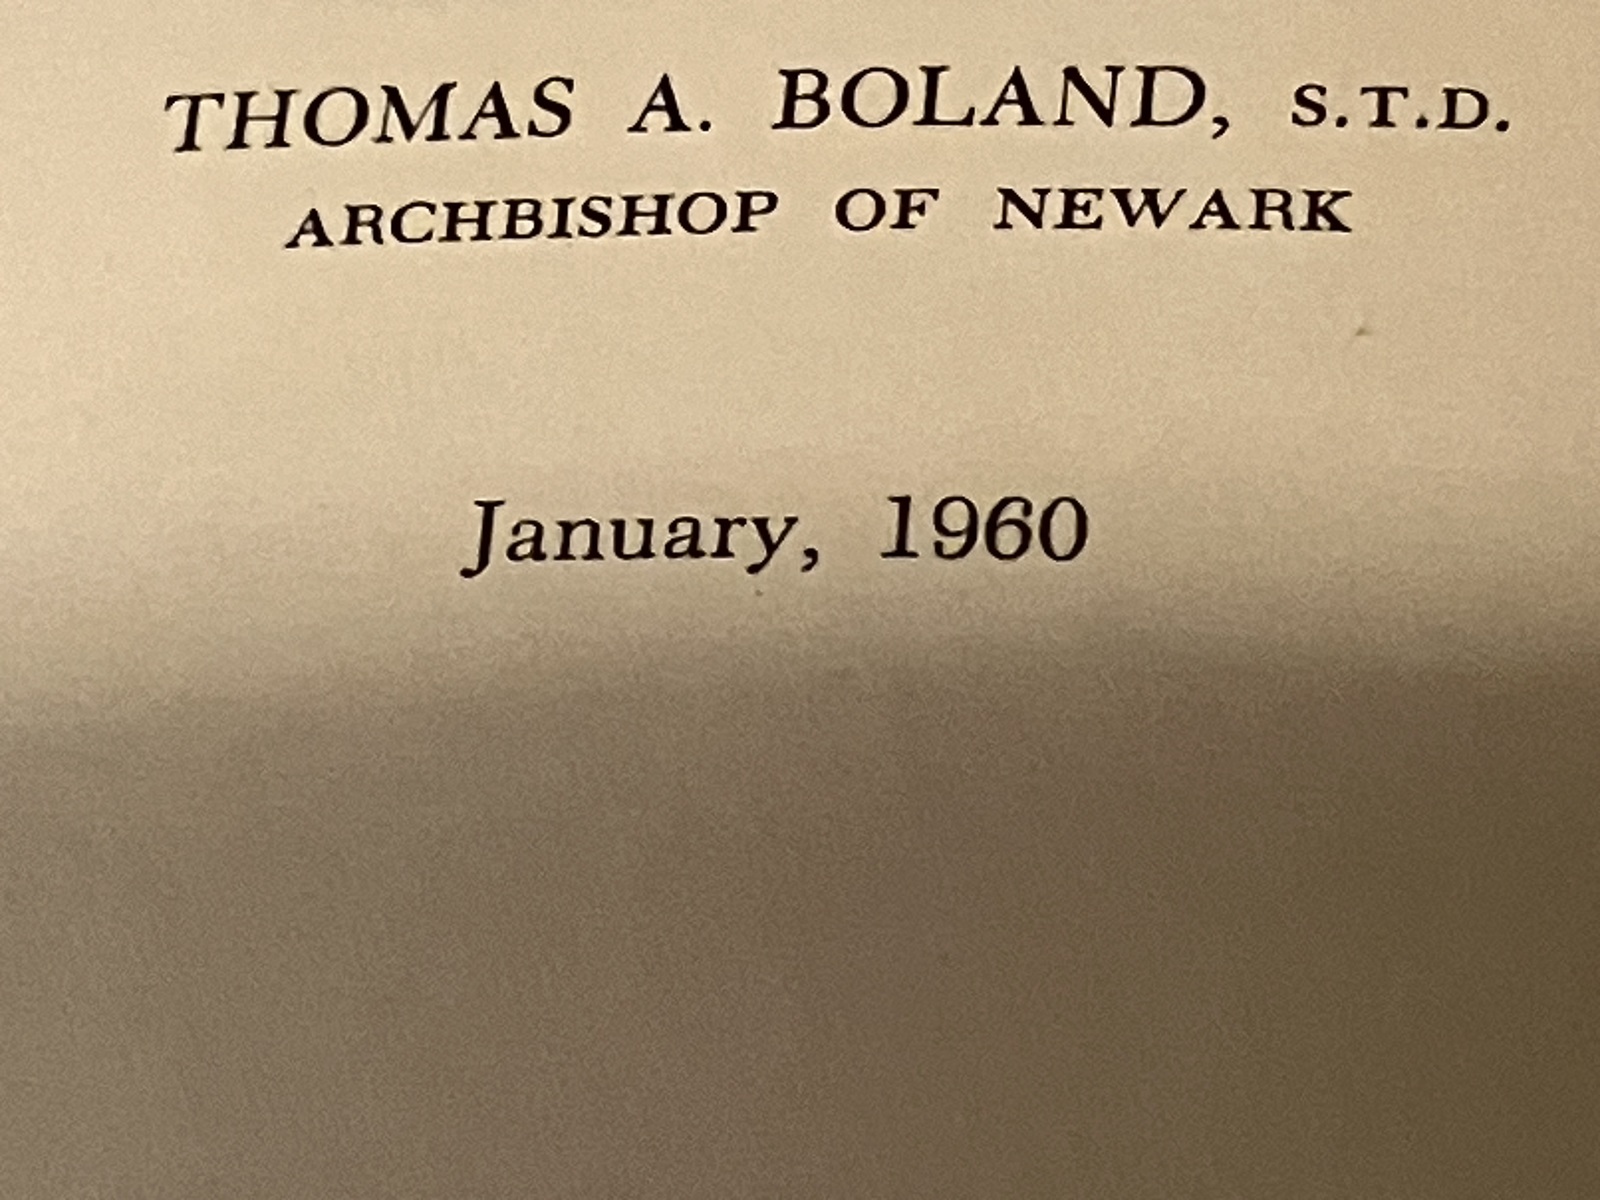 THOMAS A. BOLAND, S.T.D.
ARCHBISHOP OF NEWARK
January, 1960